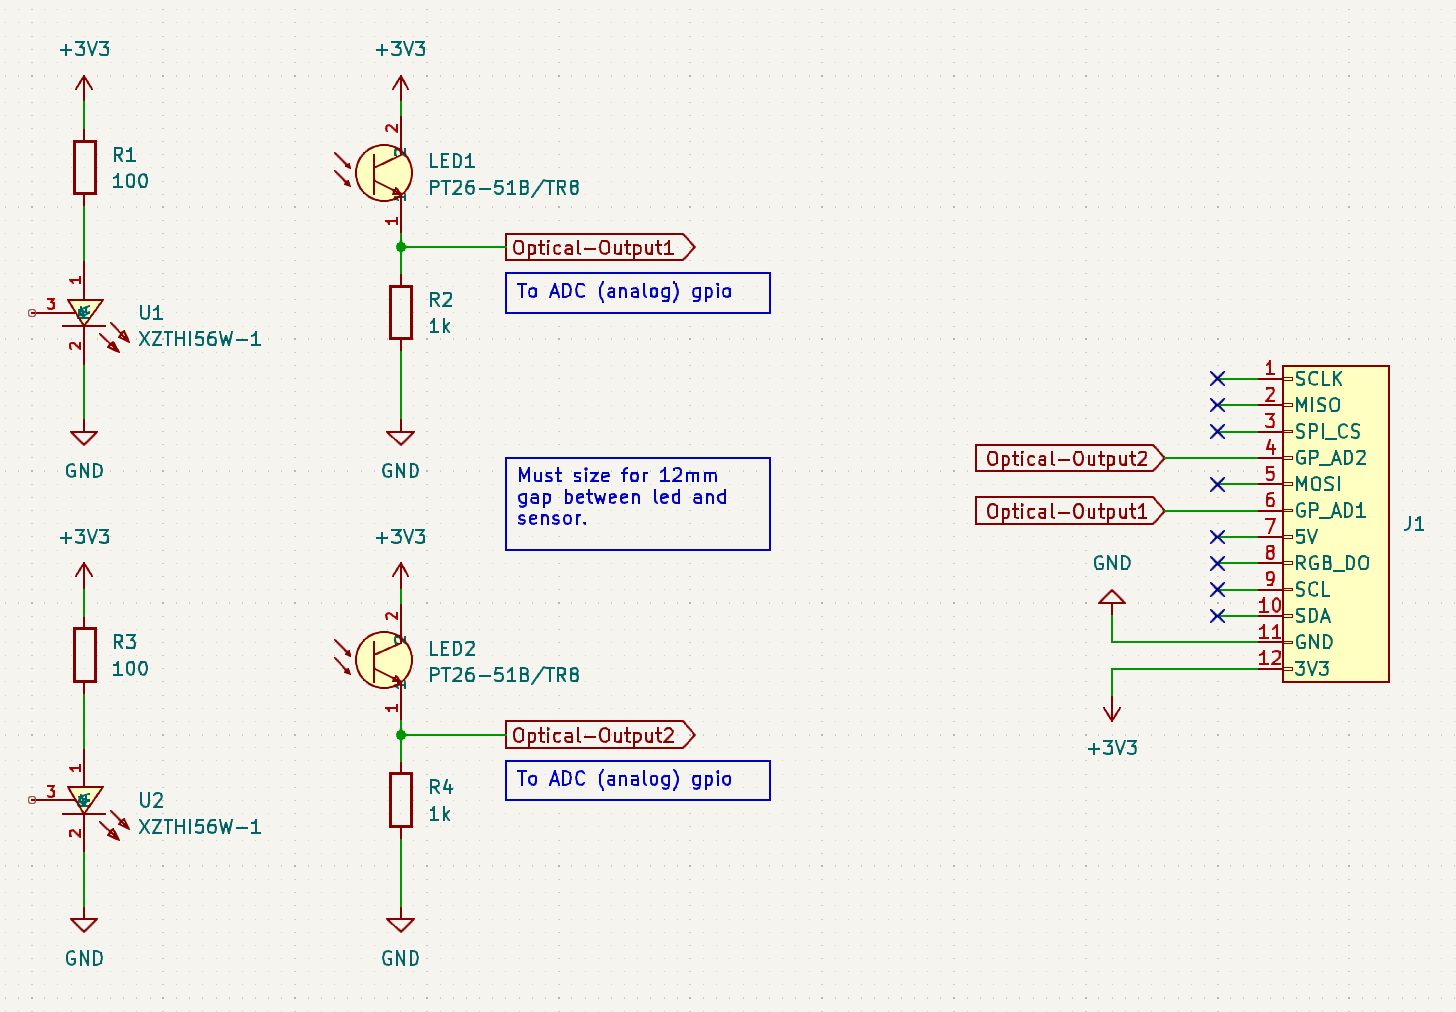 +3V3
R1
100
1
3
U1
XZTHI56W-1
2
GND
+3V3
2
LED1
PT26-51B/TR8
1
Optical-Output1
To ADC (analog) gpio
R2
1k
GND
Must size for 12mm
gap between led and
sensor.
+3V3
R3
100
1
3
U2
XZTHI56W-1
2
GND
+3V3
2
LED2
PT26-51B/TR8
1
Optical-Output2
To ADC (analog) gpio
R4
1k
GND
1 SCLK
2 MISO
3 SPI_CS
Optical-Output2 4 GP_AD2
5 MOSI
Optical-Output1 6 GP_AD1
J1
7 5V
8 RGB_DO
GND
9 SCL
10 SDA
11 GND
12 3V3
+3V3